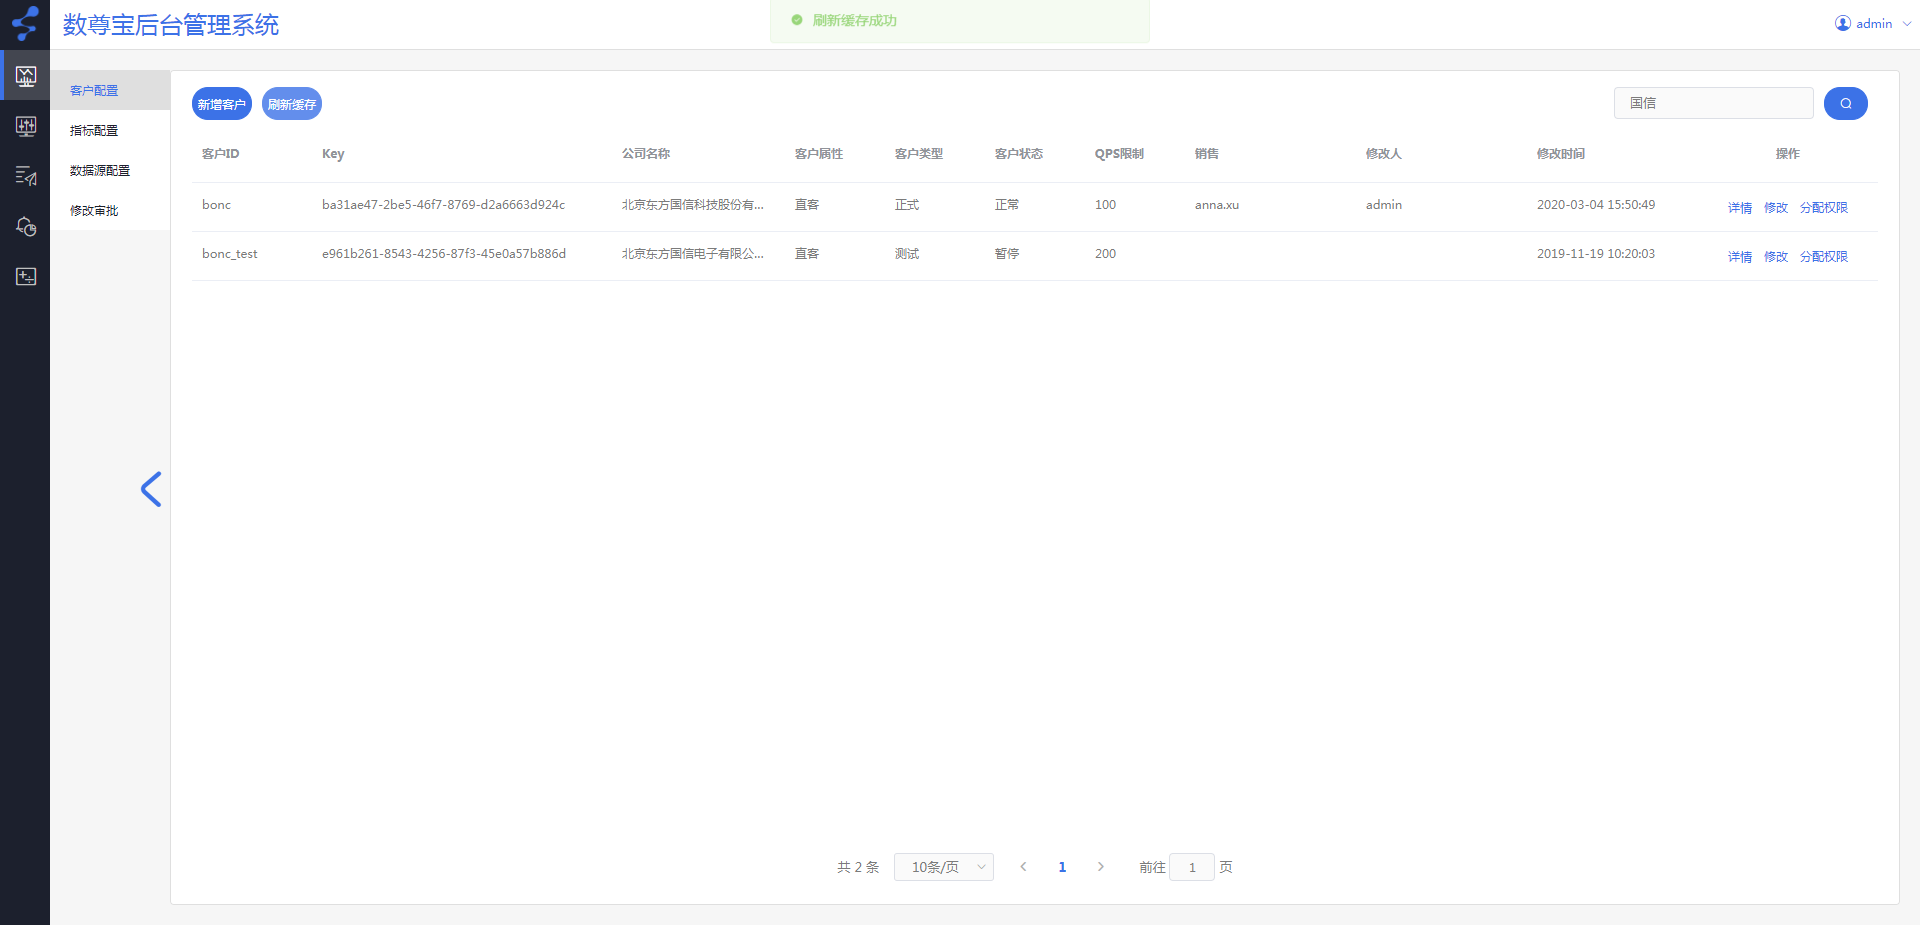 数尊宝后台管理系统
刷新缓存成功
admin
客户配置
指标配置
数据源配置
修改审批
新增客户 刷新缓存 国信
客户ID Key 公司名称 客户属性 客户类型 客户状态 QPS限制 销售 修改人 修改时间 操作
bonc ba31ae47-2be5-46f7-8769-d2a6663d924c 北京东方国信科技股份有... 直客 正式 正常 100 anna.xu admin 2020-03-04 15:50:49 详情 修改 分配权限
bonc_test e961b261-8543-4256-87f3-45e0a57b886d 北京东方国信电子有限公... 直客 测试 暂停 200 2019-11-19 10:20:03 详情 修改 分配权限
共 2 条 10条/页 1 前往 1 页